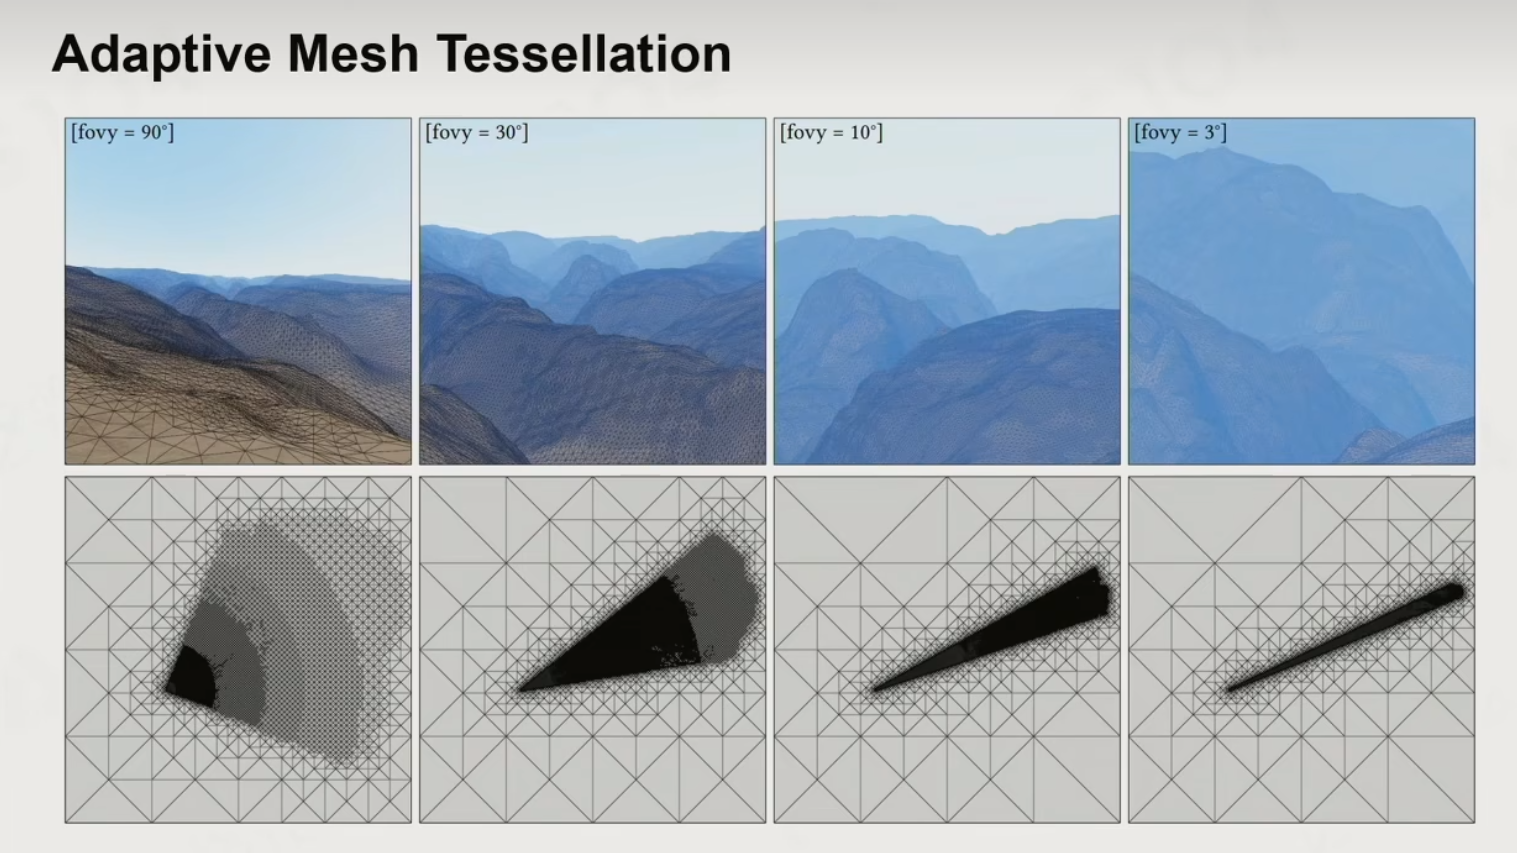 Adaptive Mesh Tessellation
[fovy = 90°]
[fovy = 30°]
[fovy = 10°]
[fovy = 3°]